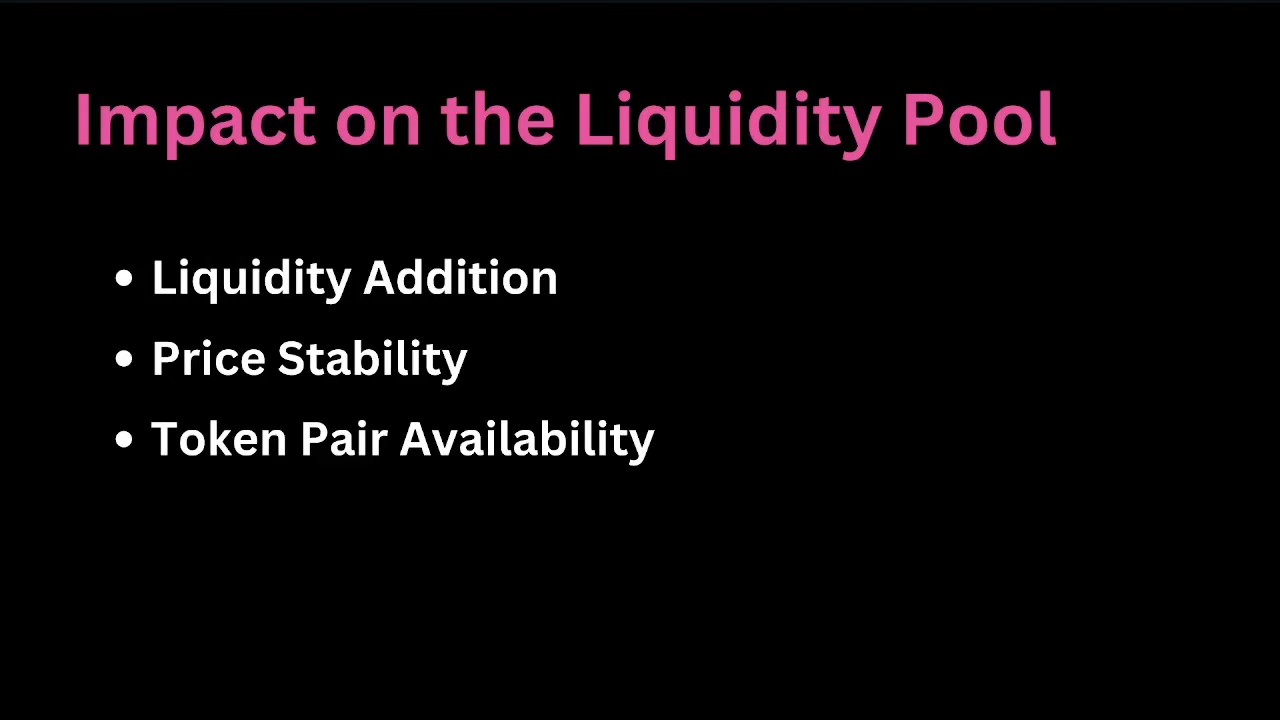 Impact on the Liquidity Pool
• Liquidity Addition
• Price Stability
• Token Pair Availability